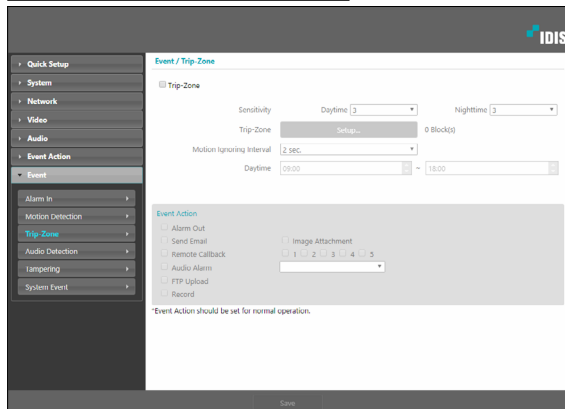 IDIS
Quick Setup
System
Network
Video
Audio
Event Action
Event
Alarm In
Motion Detection
Trip-Zone
Audio Detection
Tampering
System Event
Event / Trip-Zone
Trip-Zone
Sensitivity Daytime 3 Nighttime 3
Trip-Zone Setup... 0 Block(s)
Motion Ignoring Interval 2 sec.
Daytime 09:00 ~ 18:00
Event Action
Alarm Out
Send Email Image Attachment
Remote Callback 1 2 3 4 5
Audio Alarm
FTP Upload
Record
*Event Action should be set for normal operation.
Save